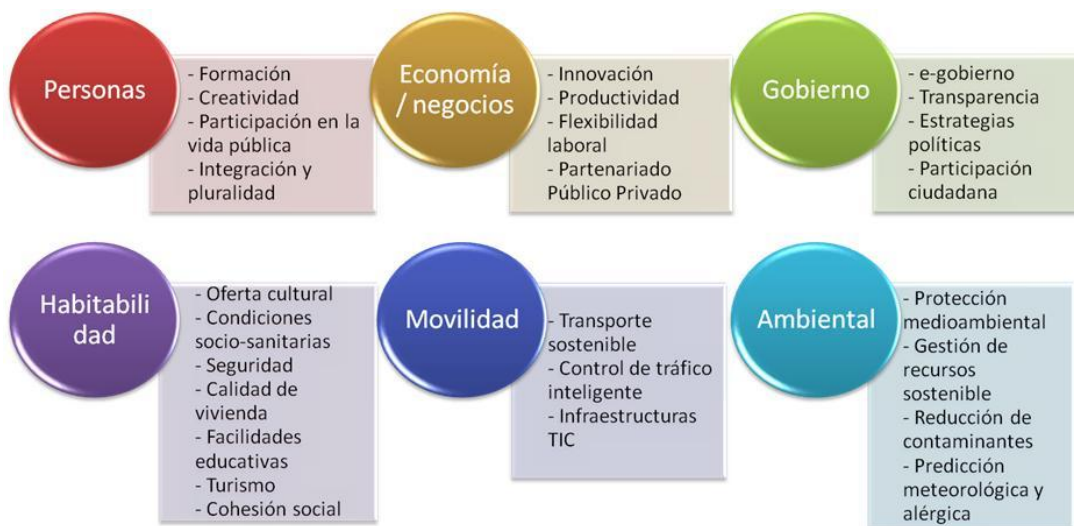 Personas
- Formación
- Creatividad
- Participación en la
vida pública
- Integración y
pluralidad
Economía
/ negocios
- Innovación
- Productividad
- Flexibilidad
laboral
- Partenariado
Público Privado
Gobierno
- e-gobierno
- Transparencia
- Estrategias
políticas
- Participación
ciudadana
Habitabili
dad
- Oferta cultural
- Condiciones
socio-sanitarias
- Seguridad
- Calidad de
vivienda
- Facilidades
educativas
- Turismo
- Cohesión social
Movilidad
- Transporte
sostenible
- Control de tráfico
inteligente
- Infraestructuras
TIC
Ambiental
- Protección
medioambiental
- Gestión de
recursos
sostenible
- Reducción de
contaminantes
- Predicción
meteorológica y
alérgica